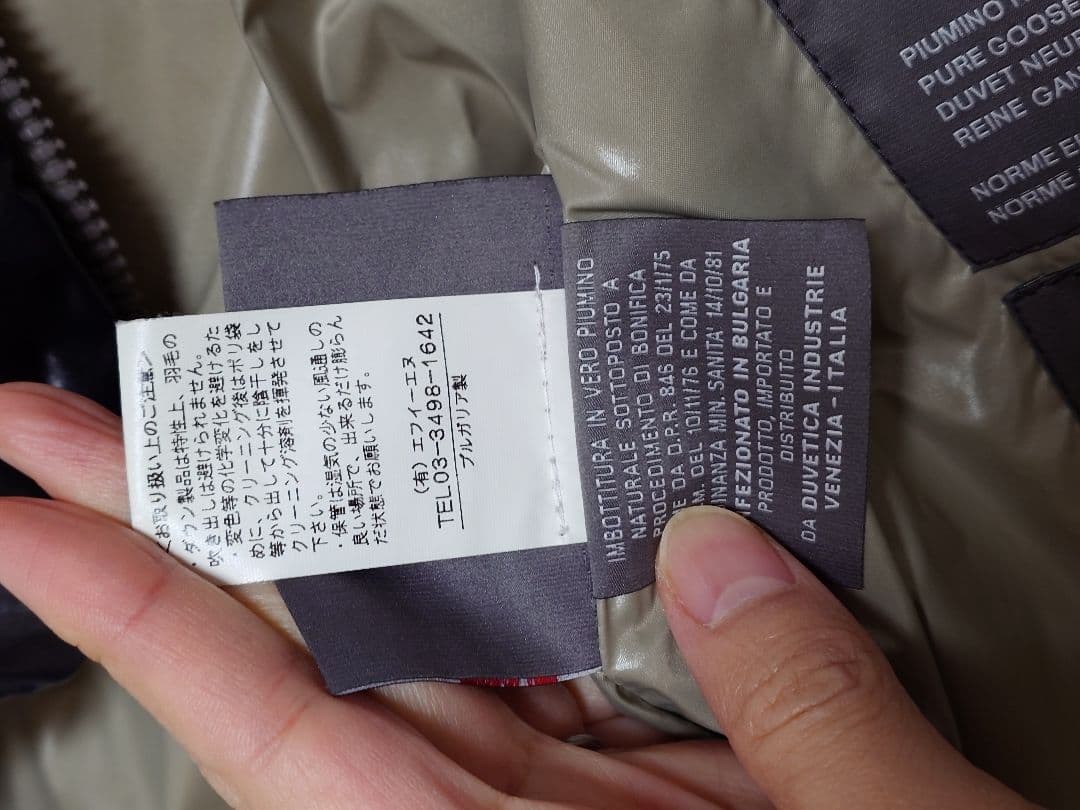 <お取り扱い上のご注意>
・ダウン製品は特性上、羽毛の
吹き出しは避けられません。
・変色等の化学変化を避けるた
めに、クリーニング後はポリ袋
等から出して十分に陰干しをし
クリーニング溶剤を揮発させて
下さい。
・保管は湿気の少ない風通しの
良い場所で、出来るだけ膨らん
だ状態でお願いします。
(有)エフィーエヌ
TEL03-3498-1642
ブルガリア製
IMBOTTITURA IN VERO PIUMINO
NATURALE SOTTOPOSTO A
PROCEDIMENTO DI BONIFICA
DA D.P.R. 846 DEL 23/1/75
DEL 10/11/76 E COME DA
MIN. SANITA' 14/10/81
IN BULGARIA
PRODOTTO, IMPORTATO E
DISTRIBUITO
DA DUVETICA INDUSTRIE
VENEZIA-ITALIA
PIUMINO
PURE GOOSE
DUVET
REINE
NORME
NORME